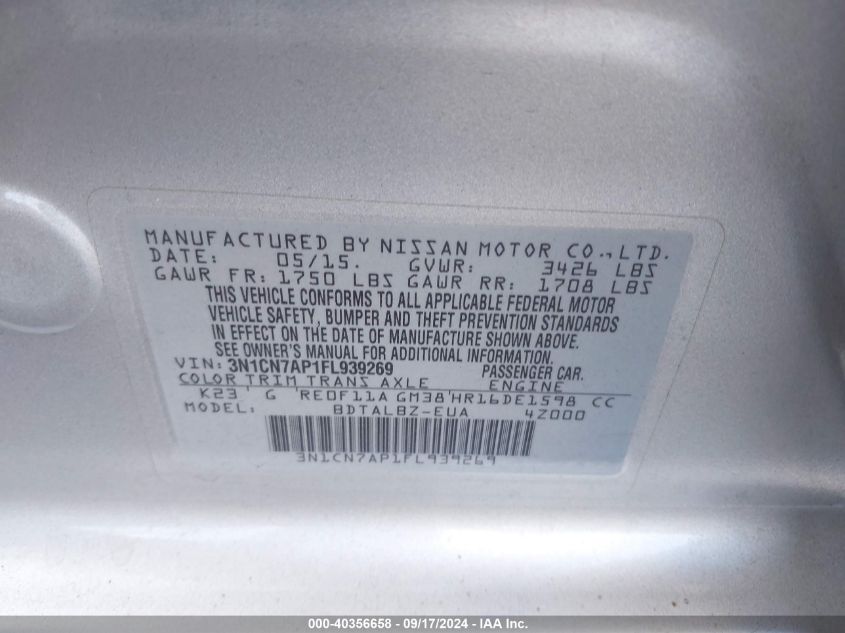 MANUFACTURED BY NISSAN MOTOR CO., LTD.
DATE: 05/15. GVWR: 3426 LBS
GAWR FR: 1750 LBS GAWR RR: 1708 LBS
THIS VEHICLE CONFORMS TO ALL APPLICABLE FEDERAL MOTOR
VEHICLE SAFETY, BUMPER AND THEFT PREVENTION STANDARDS
IN EFFECT ON THE DATE OF MANUFACTURE SHOWN ABOVE.
SEE OWNER'S MANUAL FOR ADDITIONAL INFORMATION
VIN: 3N1CN7AP1FL939269 PASSENGER CAR.
COLOR TRIM TRANS AXLE ENGINE
K23 ' G 'RE0F11A GM38'HR16DE1598 CC
MODEL: BDTALBZ-EUA 4Z000
3N1CN7AP1FL939269
000-40356658 - 09/17/2024 - IAA Inc.